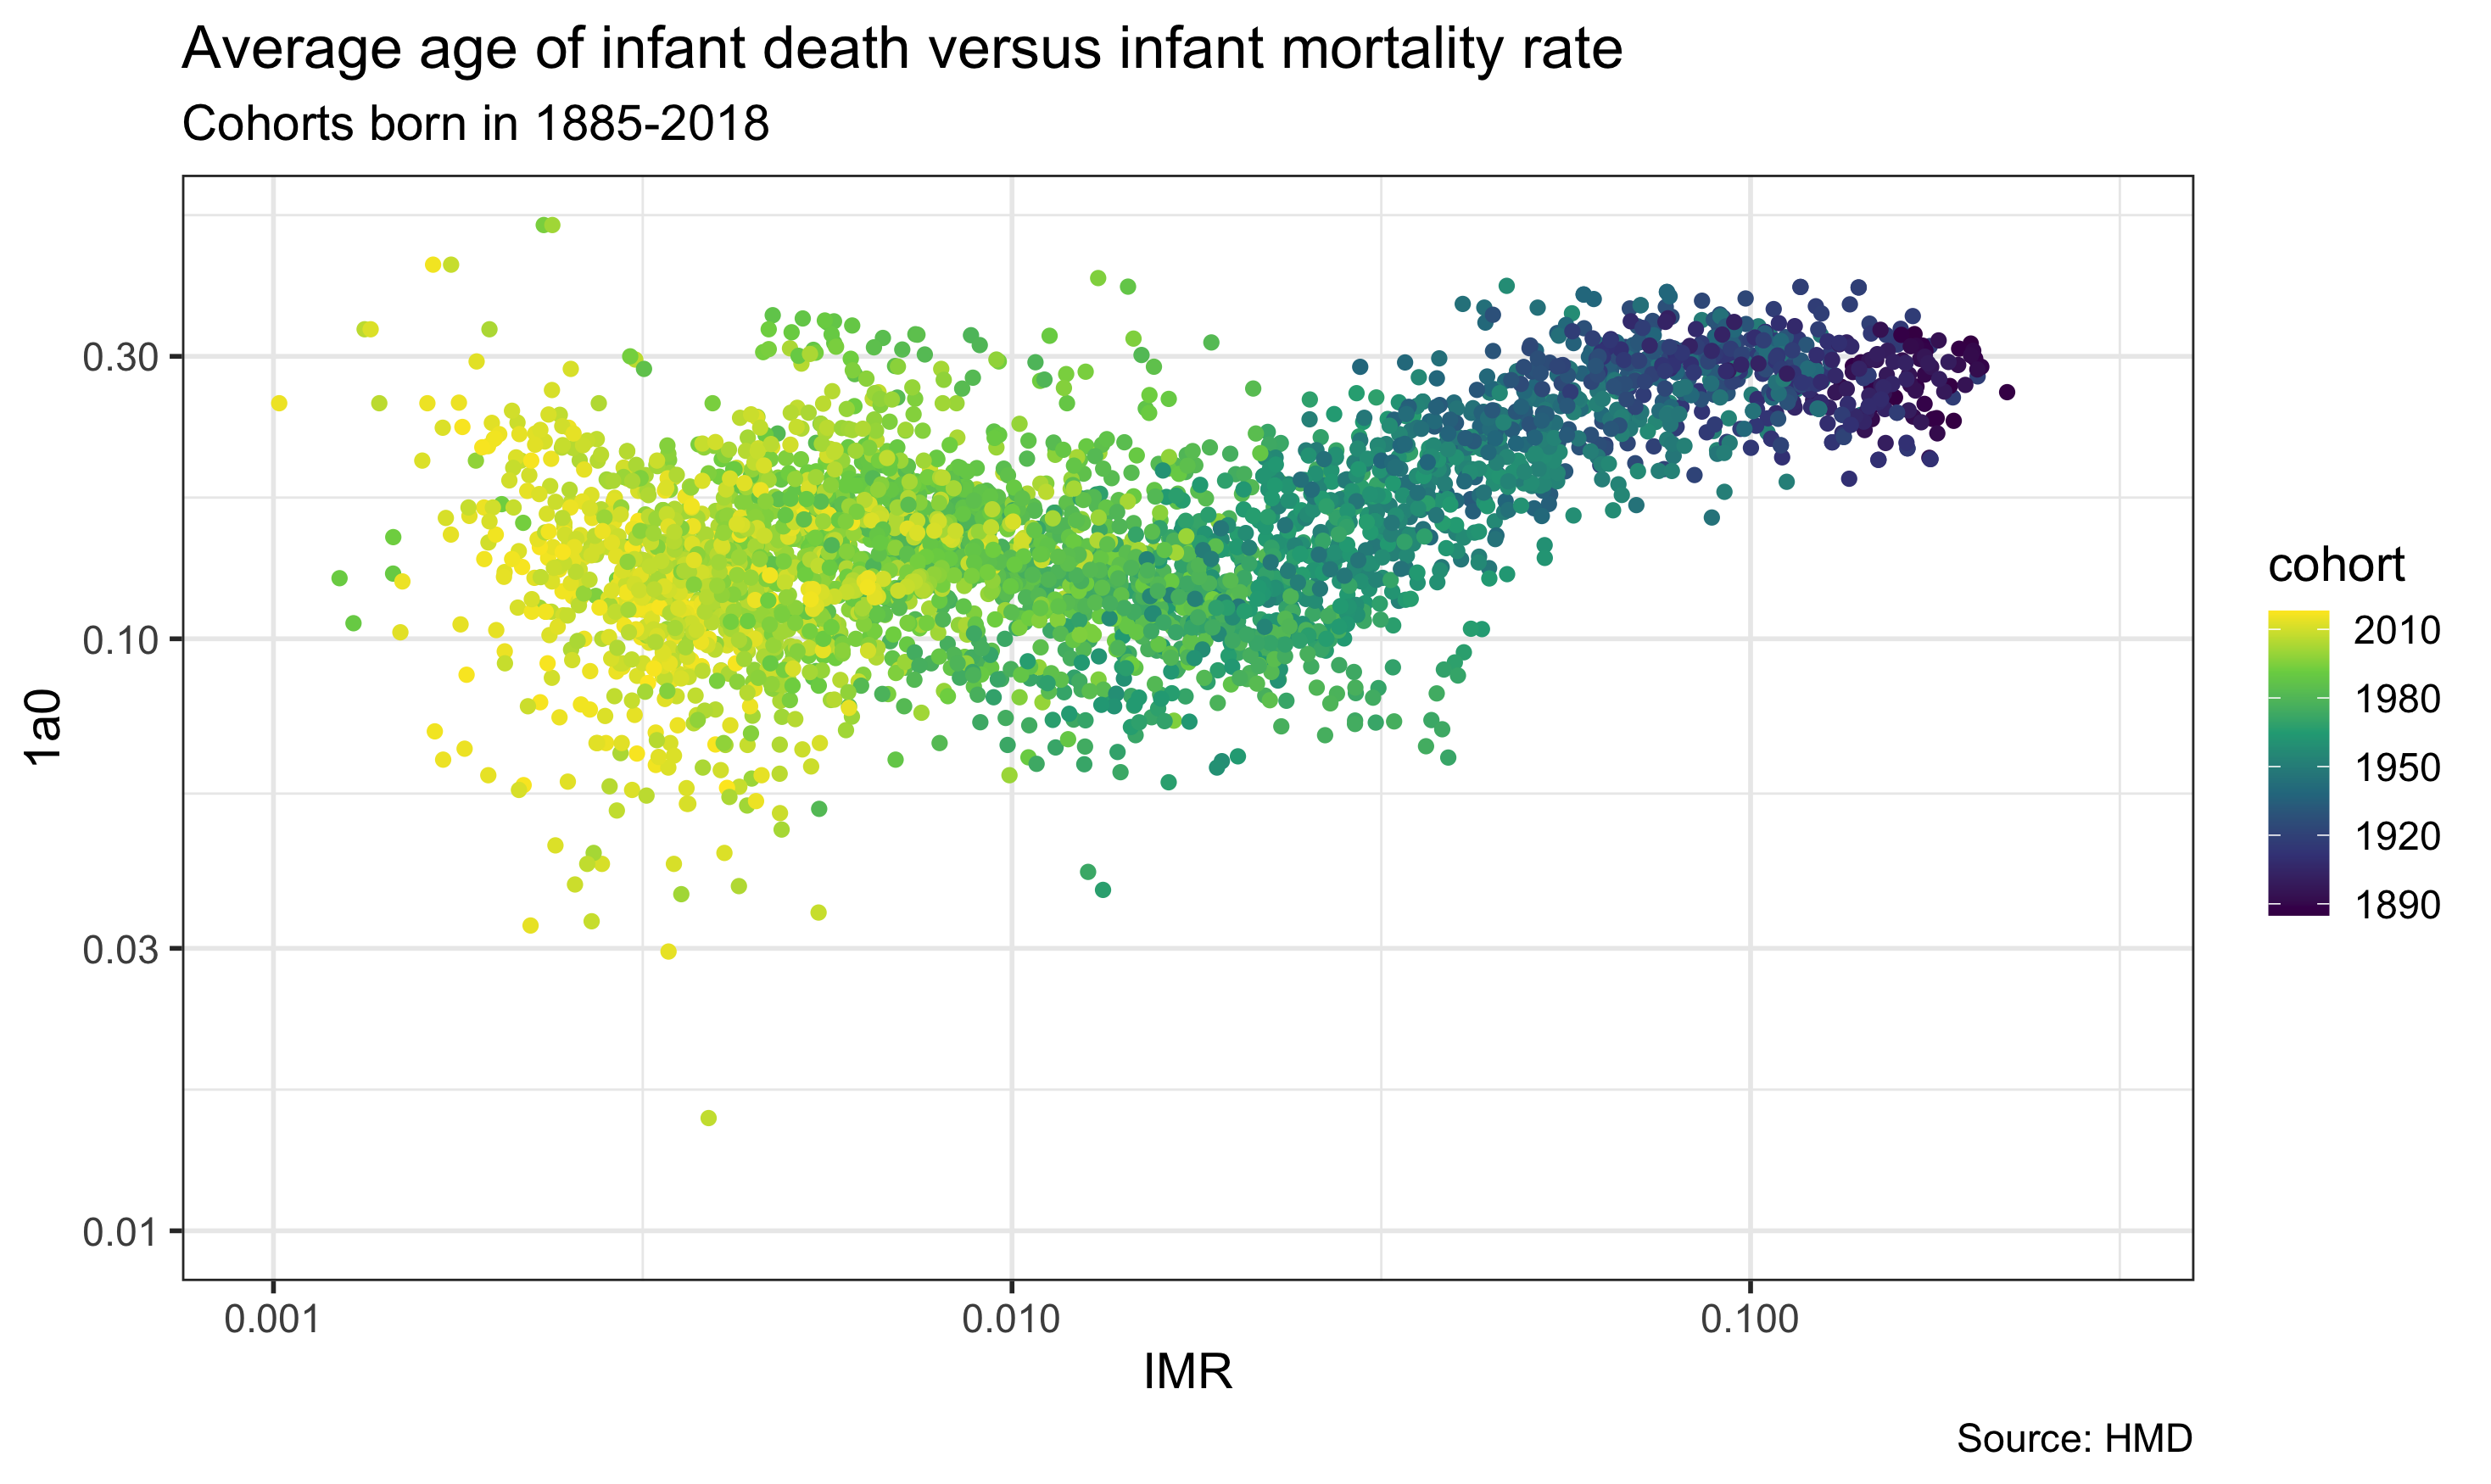 Average age of infant death versus infant mortality rate
Cohorts born in 1885-2018
1a0
0.30
0.10
0.03
0.01
0.001
0.010
0.100
IMR
cohort
2010
1980
1950
1920
1890
Source: HMD